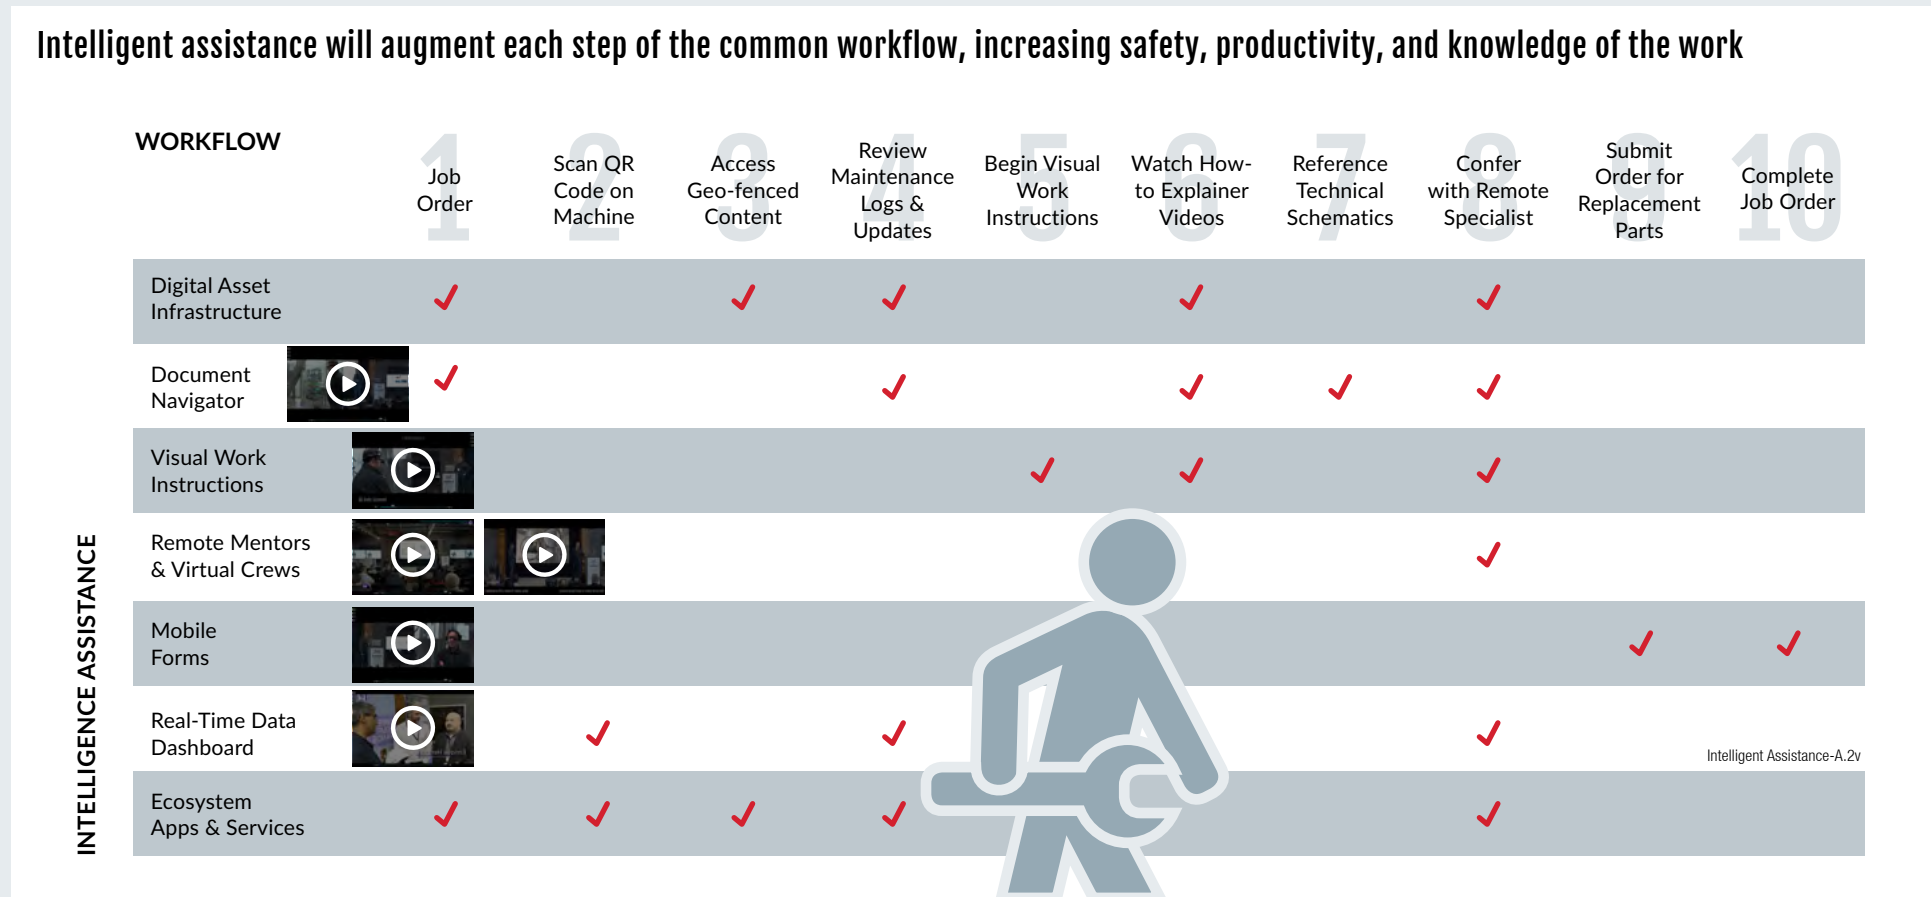 Intelligent assistance will augment each step of the common workflow, increasing safety, productivity, and knowledge of the work
WORKFLOW
1
Job
Order
2
Scan QR
Code on
Machine
3
Access
Geo-fenced
Content
4
Review
Maintenance
Logs &
Updates
5
Begin Visual
Work
Instructions
6
Watch How-
to Explainer
Videos
7
Reference
Technical
Schematics
8
Confer
with Remote
Specialist
9
Submit
Order for
Replacement
Parts
10
Complete
Job Order
INTELLIGENCE ASSISTANCE
Digital Asset
Infrastructure
Document
Navigator
Visual Work
Instructions
Remote Mentors
& Virtual Crews
Mobile
Forms
Real-Time Data
Dashboard
Intelligent Assistance-A.2v
Ecosystem
Apps & Services